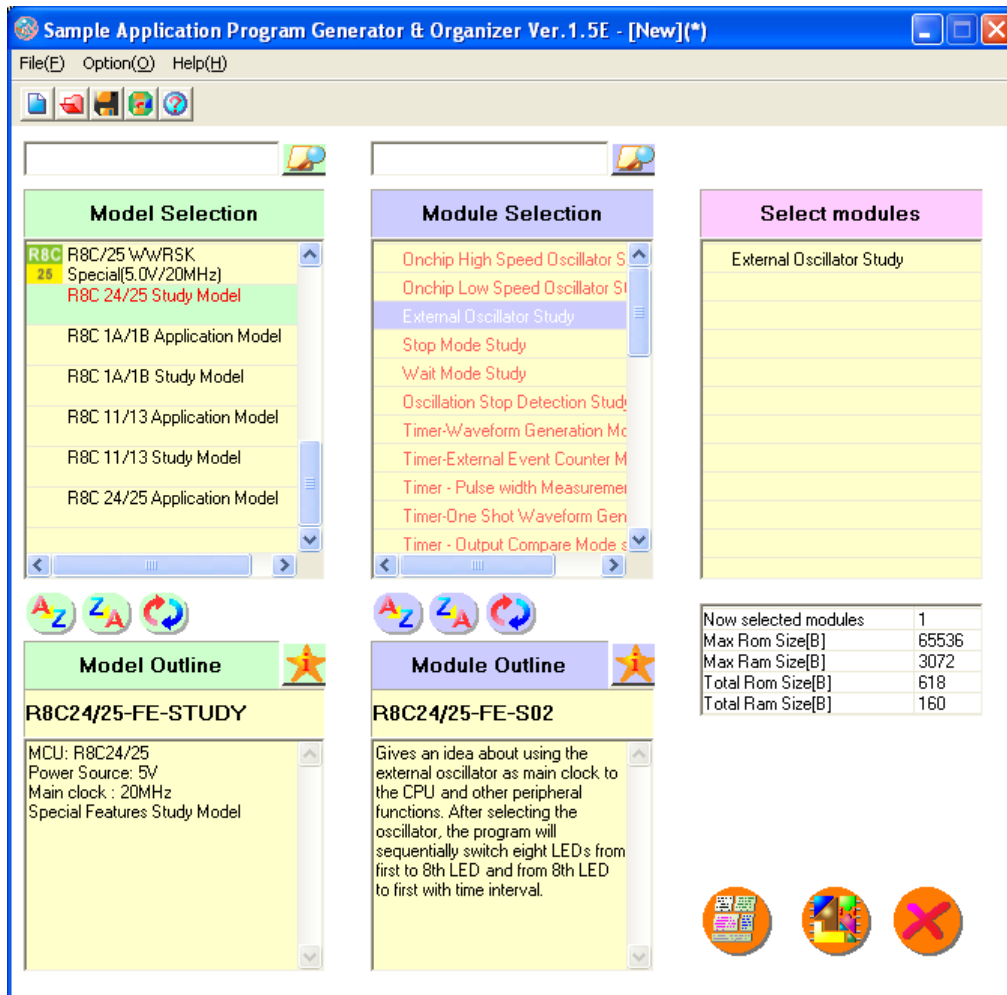 Sample Application Program Generator & Organizer Ver.1.5E - [New](*)
File(F) Option(O) Help(H)
Model Selection
R8C R8C/25 WWRSK
25 Special(5.0V/20MHz)
R8C 24/25 Study Model
R8C 1A/1B Application Model
R8C 1A/1B Study Model
R8C 11/13 Application Model
R8C 11/13 Study Model
R8C 24/25 Application Model
Module Selection
Onchip High Speed Oscillator S
Onchip Low Speed Oscillator St
External Oscillator Study
Stop Mode Study
Wait Mode Study
Oscillation Stop Detection Study
Timer-Waveform Generation Mo
Timer-External Event Counter M
Timer - Pulse width Measuremen
Timer-One Shot Waveform Gen
Timer - Output Compare Mode s
Select modules
External Oscillator Study
A Z
Z A
A Z
Z A
Model Outline i
R8C24/25-FE-STUDY
MCU: R8C24/25
Power Source: 5V
Main clock : 20MHz
Special Features Study Model
Module Outline i
R8C24/25-FE-S02
Gives an idea about using the
external oscillator as main clock to
the CPU and other peripheral
functions. After selecting the
oscillator, the program will
sequentially switch eight LEDs from
first to 8th LED and from 8th LED
to first with time interval.
Now selected modules 1
Max Rom Size[B] 65536
Max Ram Size[B] 3072
Total Rom Size[B] 618
Total Ram Size[B] 160